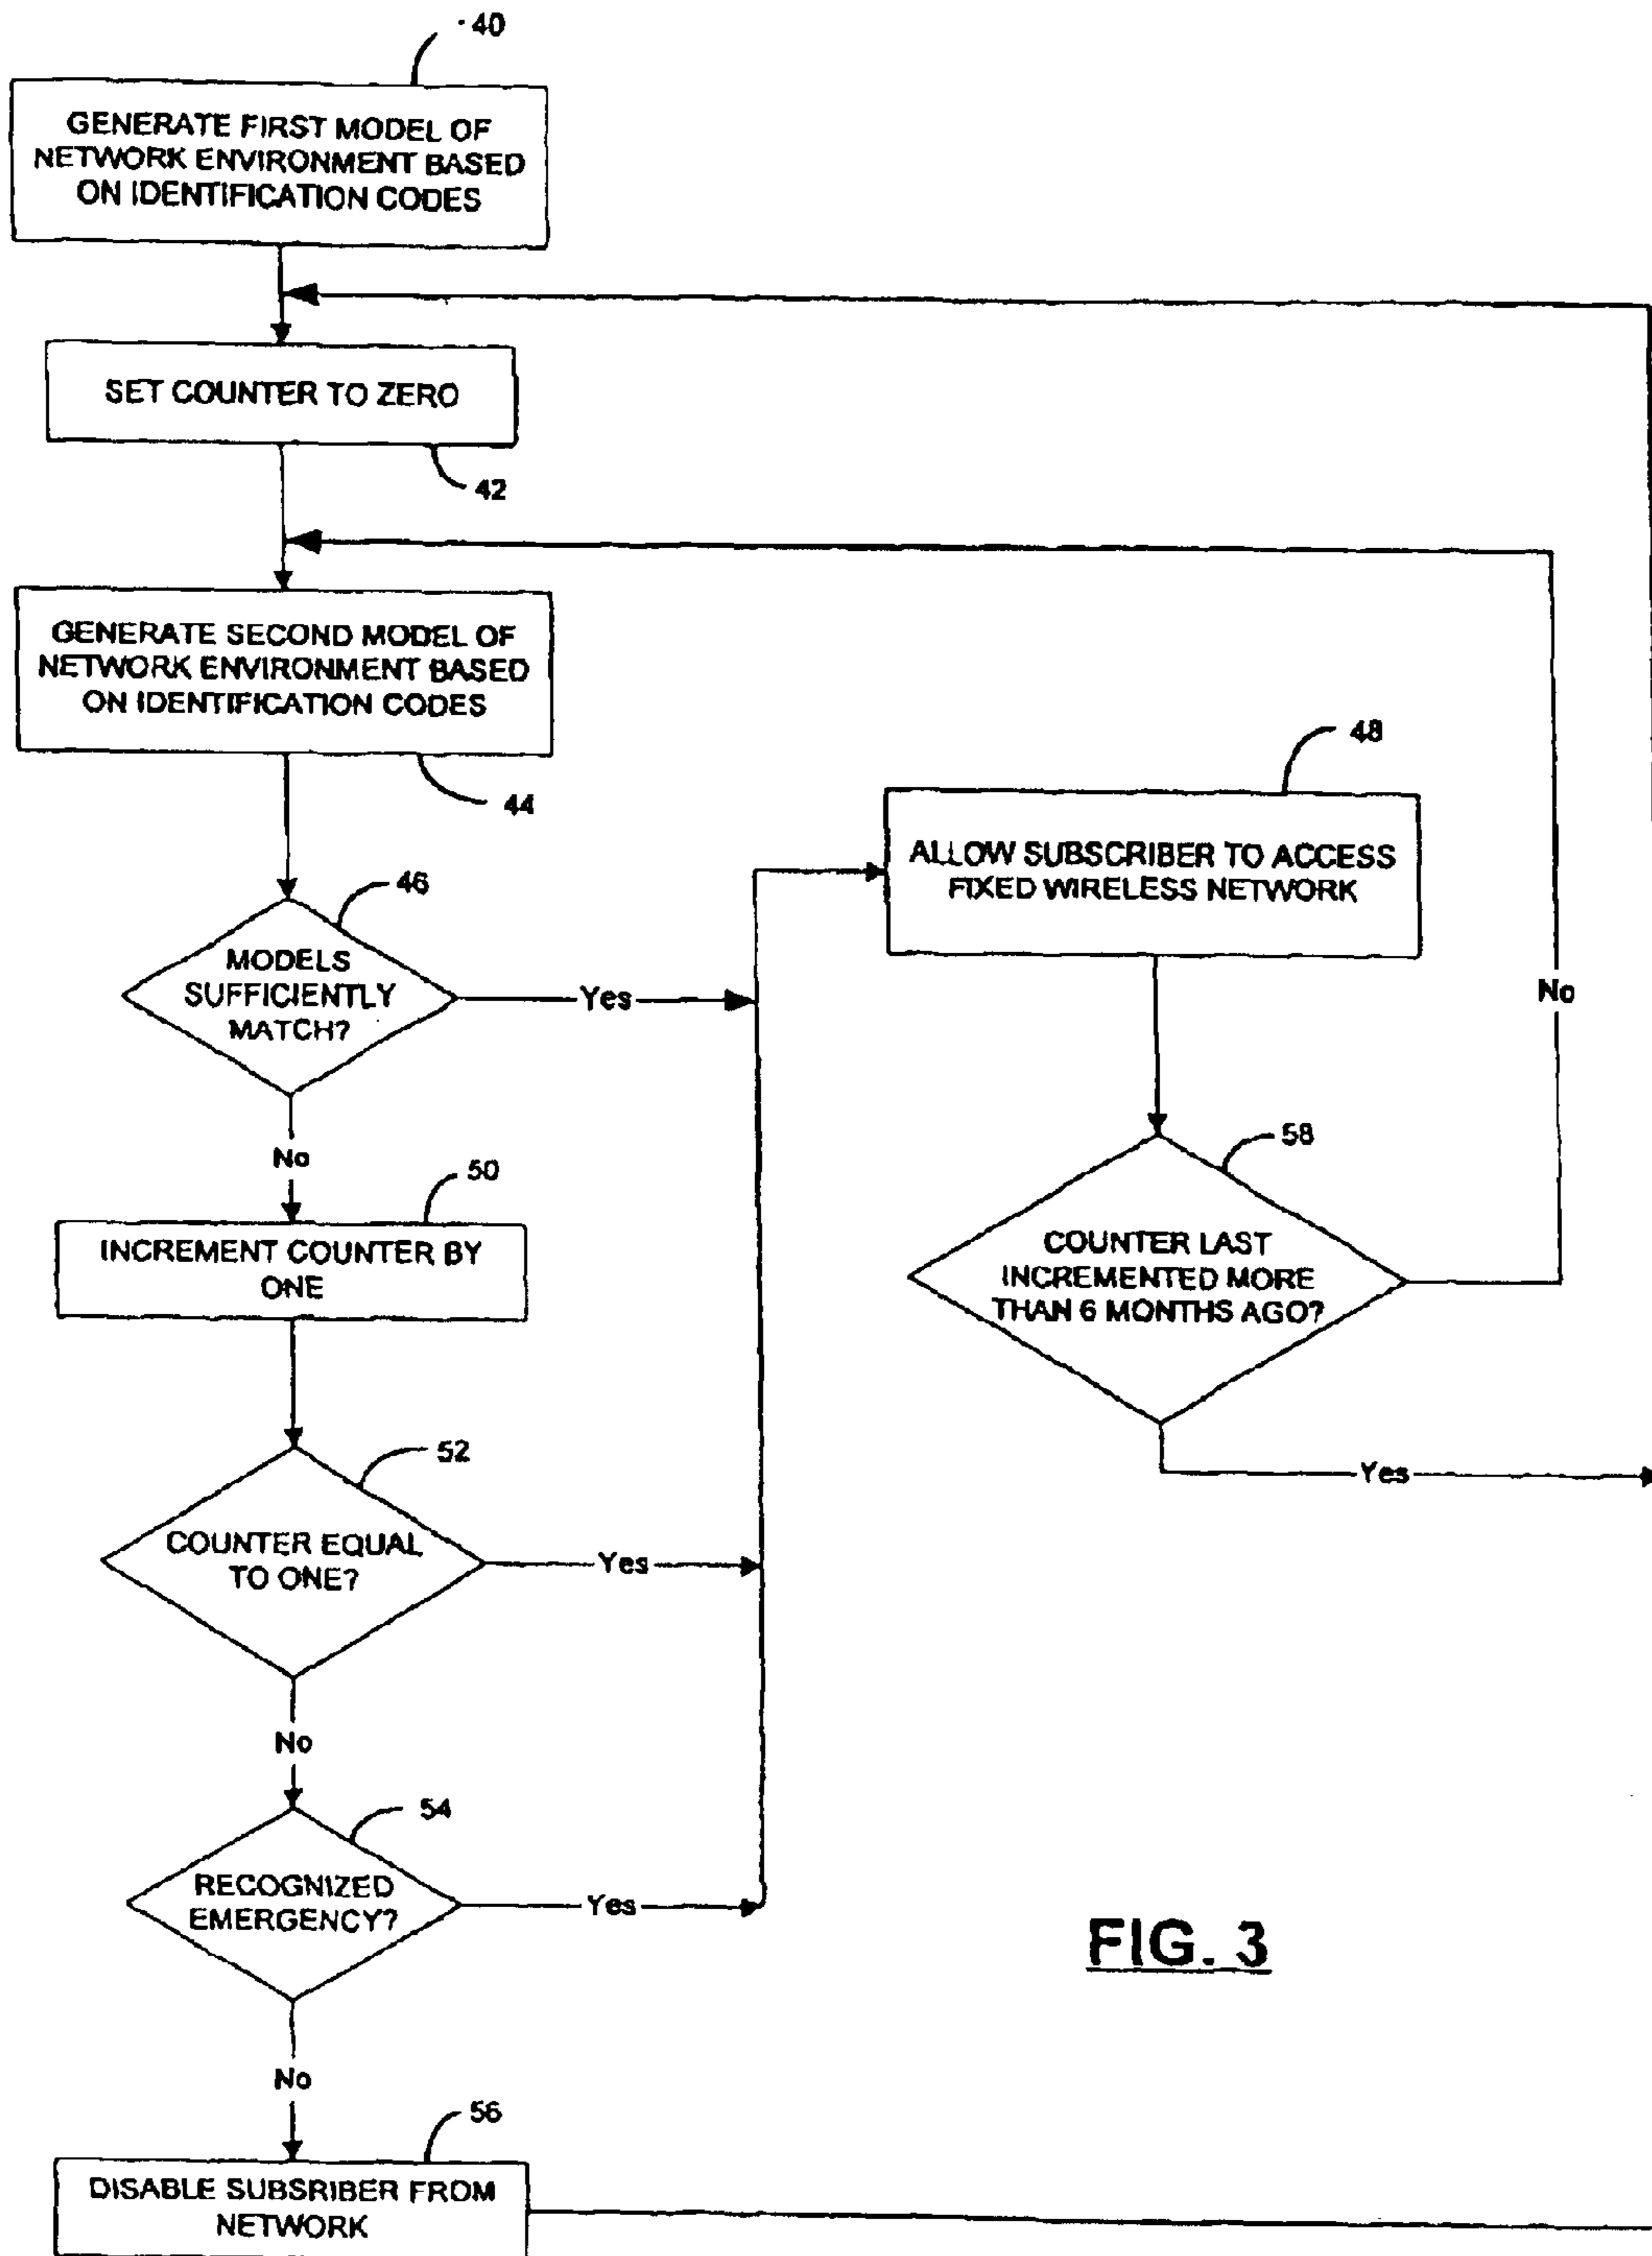 40
GENERATE FIRST MODEL OF
NETWORK ENVIRONMENT BASED
ON IDENTIFICATION CODES
SET COUNTER TO ZERO
42
GENERATE SECOND MODEL OF
NETWORK ENVIRONMENT BASED
ON IDENTIFICATION CODES
44
46
MODELS
SUFFICIENTLY
MATCH?
Yes
No
48
ALLOW SUBSCRIBER TO ACCESS
FIXED WIRELESS NETWORK
No
50
INCREMENT COUNTER BY
ONE
58
COUNTER LAST
INCREMENTED MORE
THAN 6 MONTHS AGO?
Yes
52
COUNTER EQUAL
TO ONE?
Yes
No
54
RECOGNIZED
EMERGENCY?
Yes
No
56
DISABLE SUBSRIBER FROM
NETWORK
FIG. 3